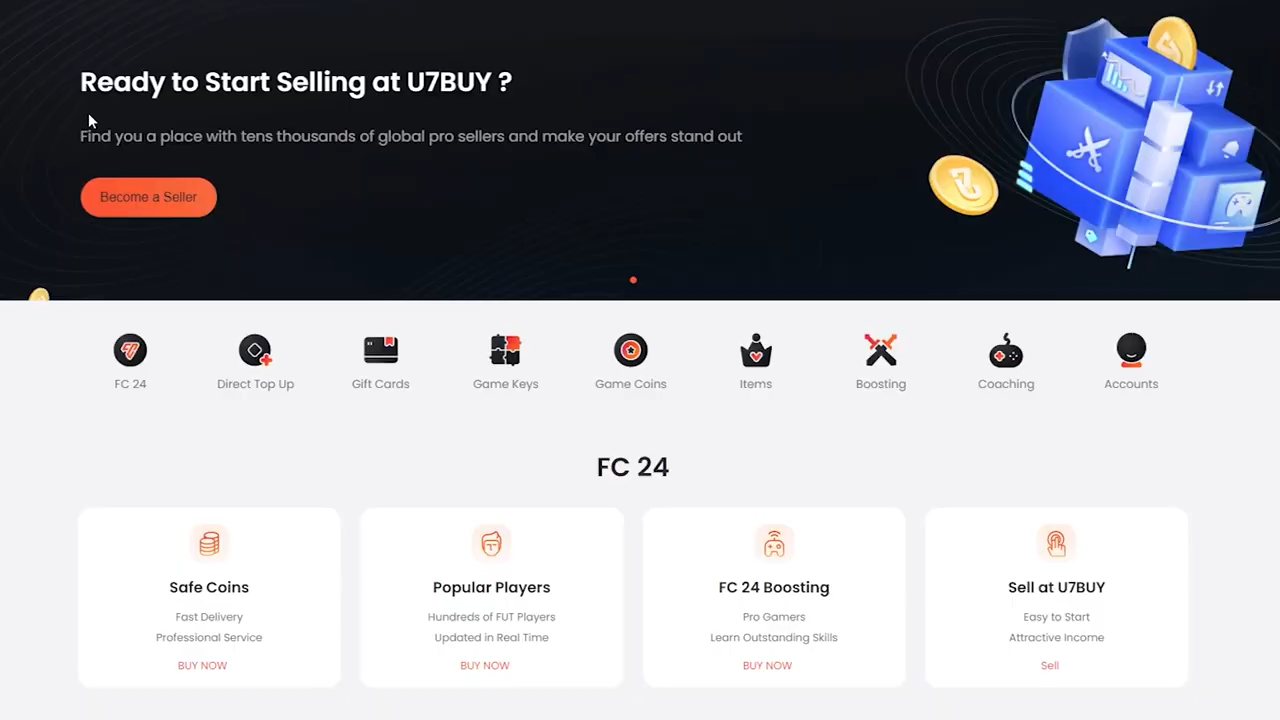 Ready to Start Selling at U7BUY ?
Find you a place with tens thousands of global pro sellers and make your offers stand out
Become a Seller
FC 24
Direct Top Up
Gift Cards
Game Keys
Game Coins
Items
Boosting
Coaching
Accounts
FC 24
Safe Coins
Fast Delivery
Professional Service
BUY NOW
Popular Players
Hundreds of FUT Players
Updated in Real Time
BUY NOW
FC 24 Boosting
Pro Gamers
Learn Outstanding Skills
BUY NOW
Sell at U7BUY
Easy to Start
Attractive Income
Sell